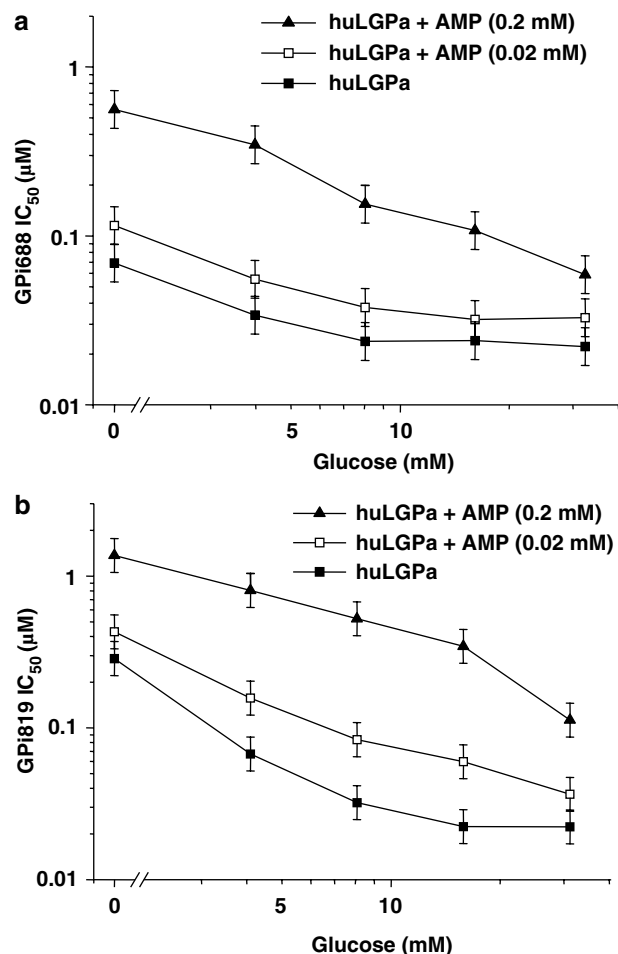 a
huLGPa + AMP (0.2 mM)
huLGPa + AMP (0.02 mM)
huLGPa
GPi688 IC50 (μM)
1
0.1
0.01
0 5 10
Glucose (mM)
b
huLGPa + AMP (0.2 mM)
huLGPa + AMP (0.02 mM)
huLGPa
GPi819 IC50 (μM)
1
0.1
0.01
0 5 10
Glucose (mM)